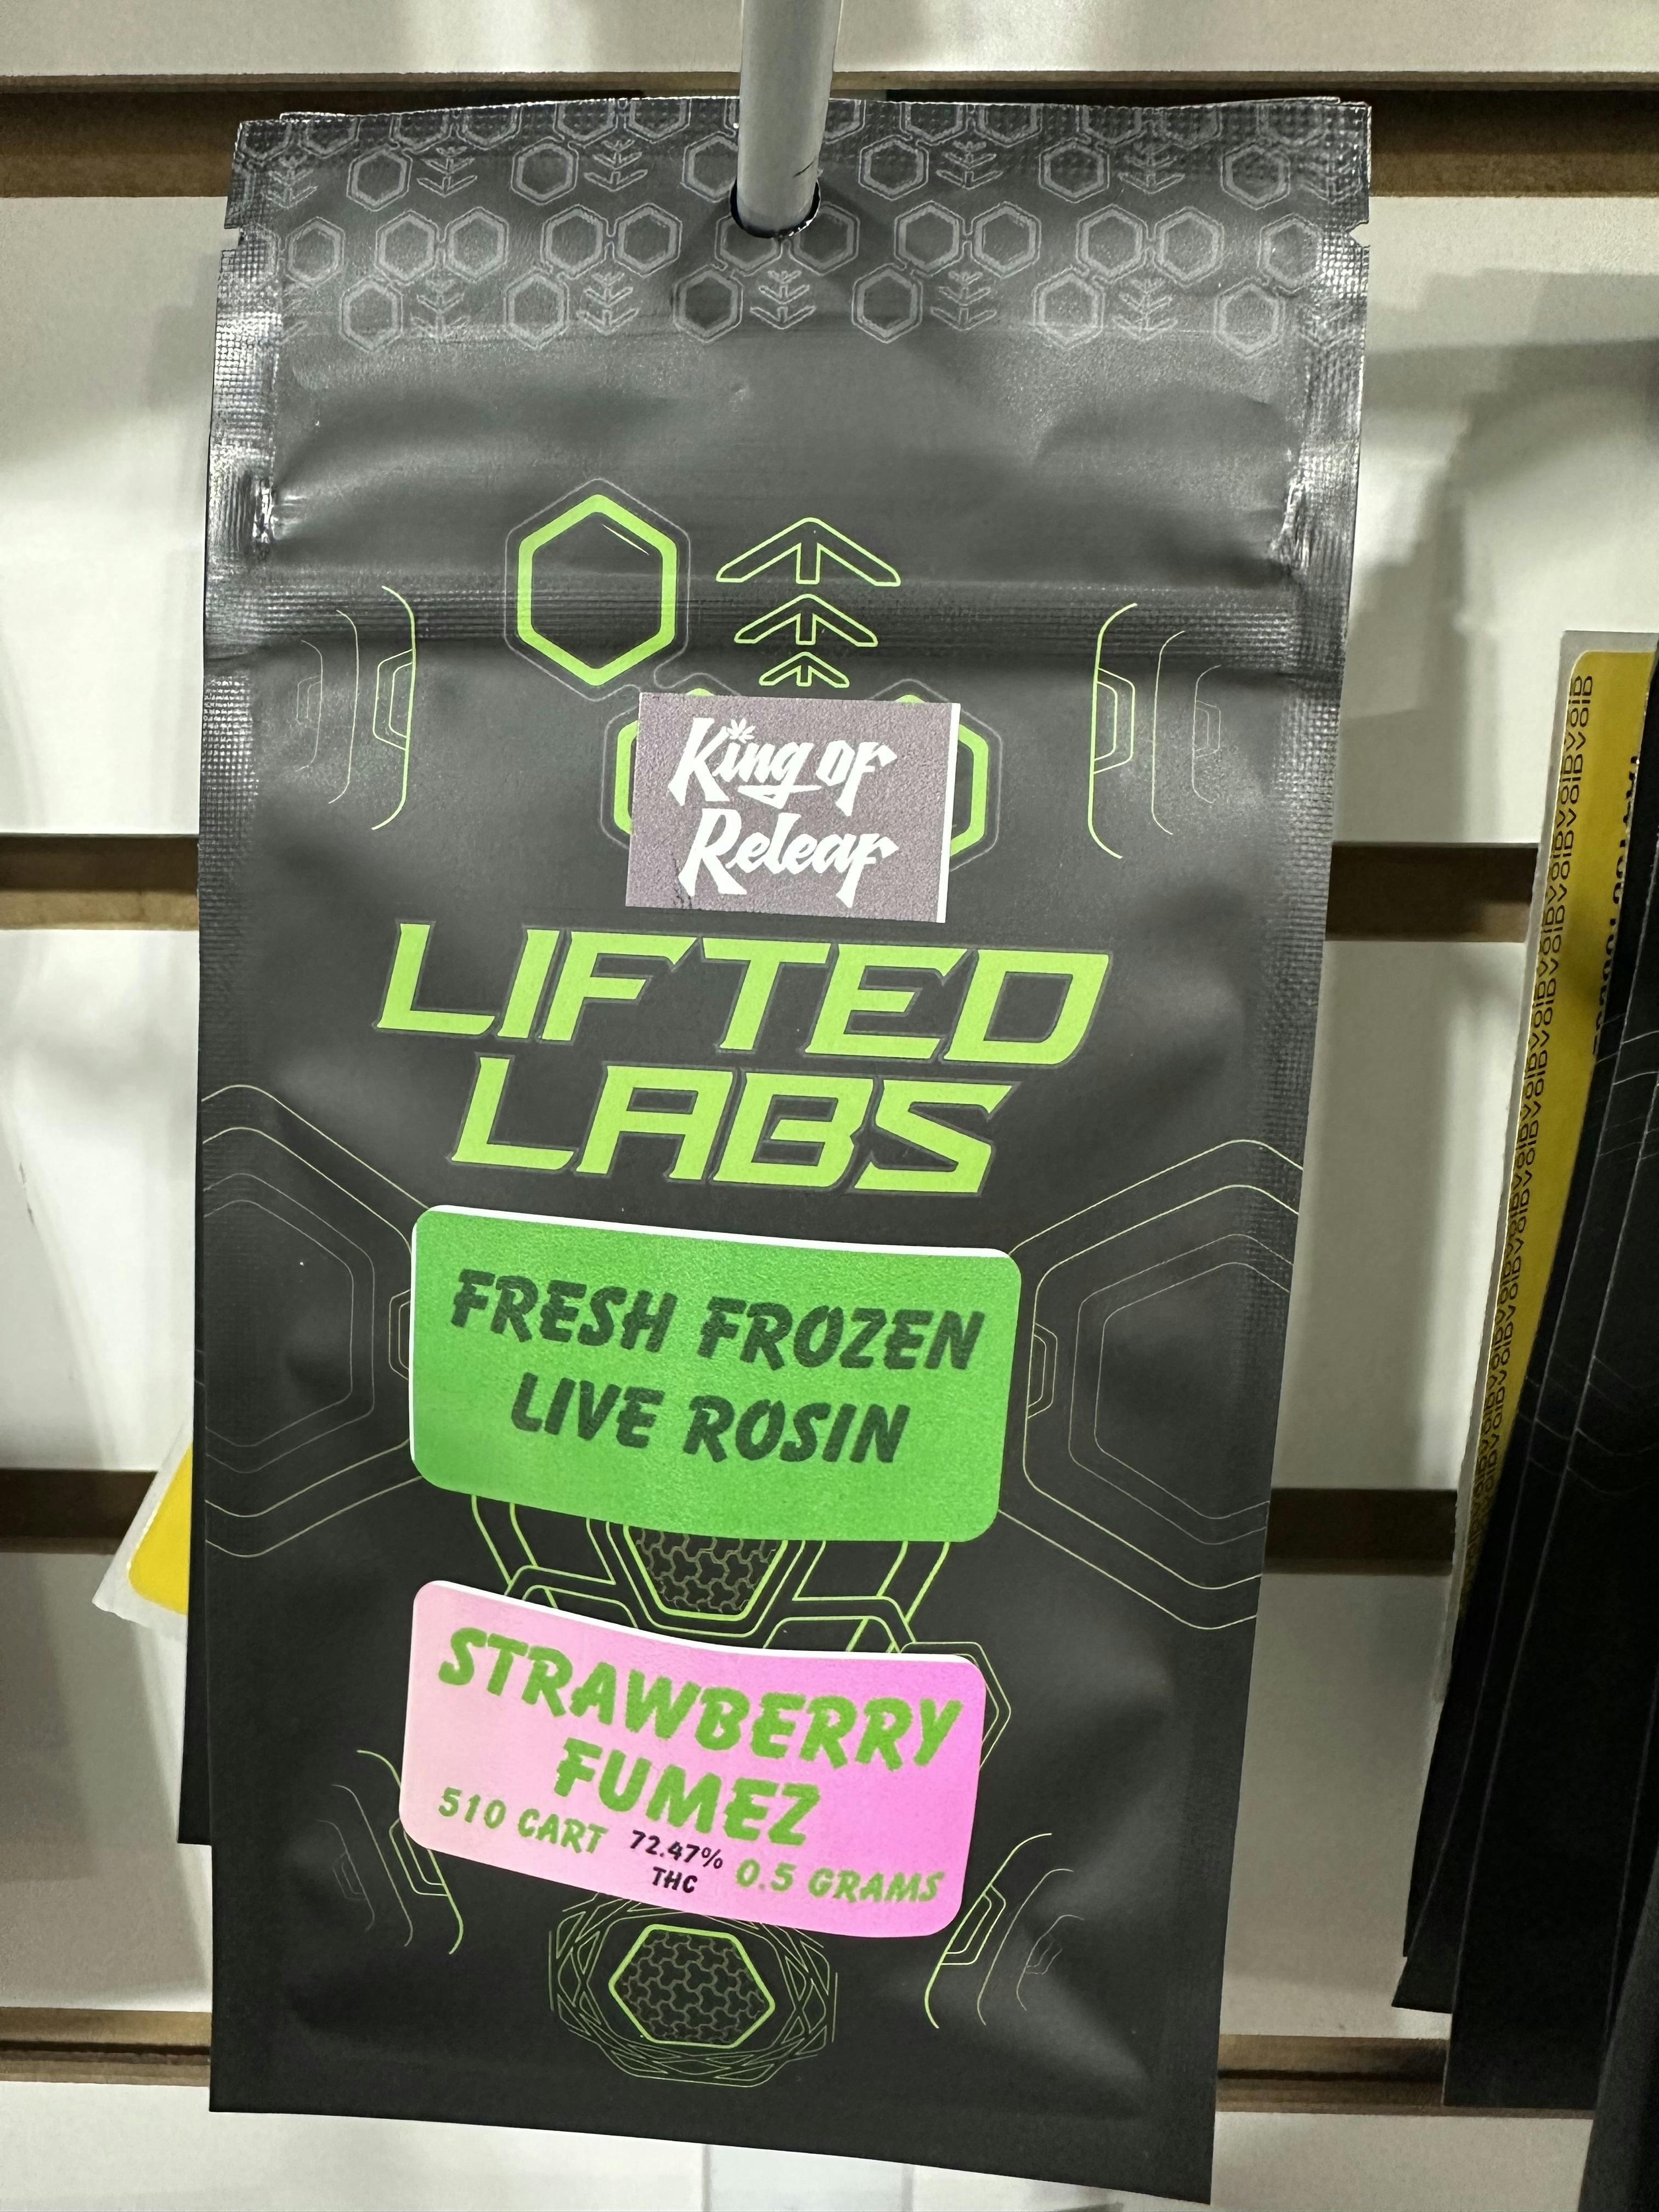 King of
Releaf
LIFTED
LABS
FRESH FROZEN
LIVE ROSIN
STRAWBERRY
FUMEZ
510 CART 72.47% 0.5 GRAMS
THC
VOIDVOIDVOIDVOID